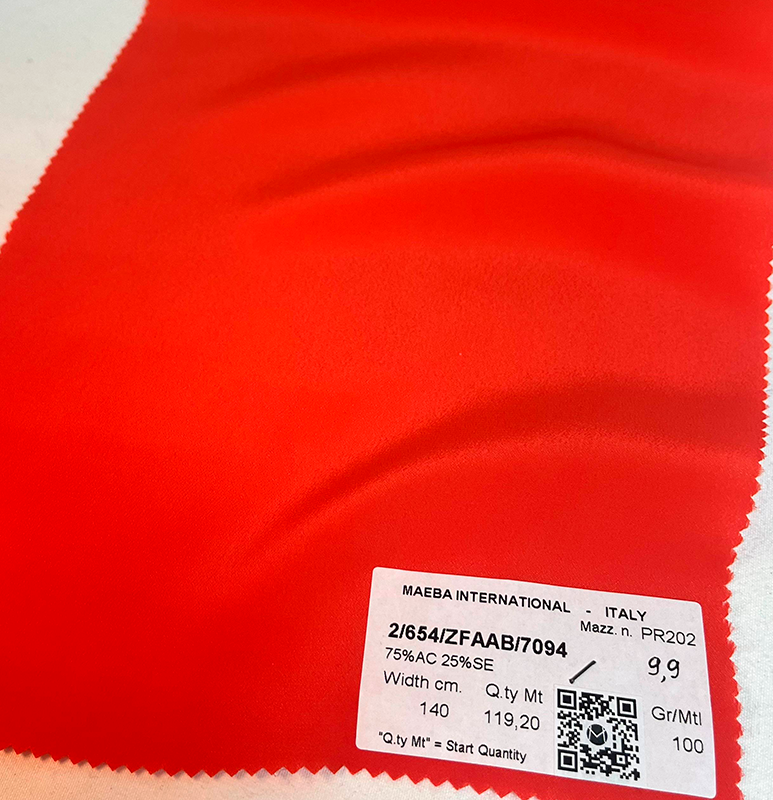 MAEBA INTERNATIONAL - ITALY
Mazz. n. PR202
2/654/ZFAAB/7094
75%AC 25%SE
9,9
Width cm. Q.ty Mt Gr/Mtl
140 119,20 100
"Q.ty Mt" = Start Quantity